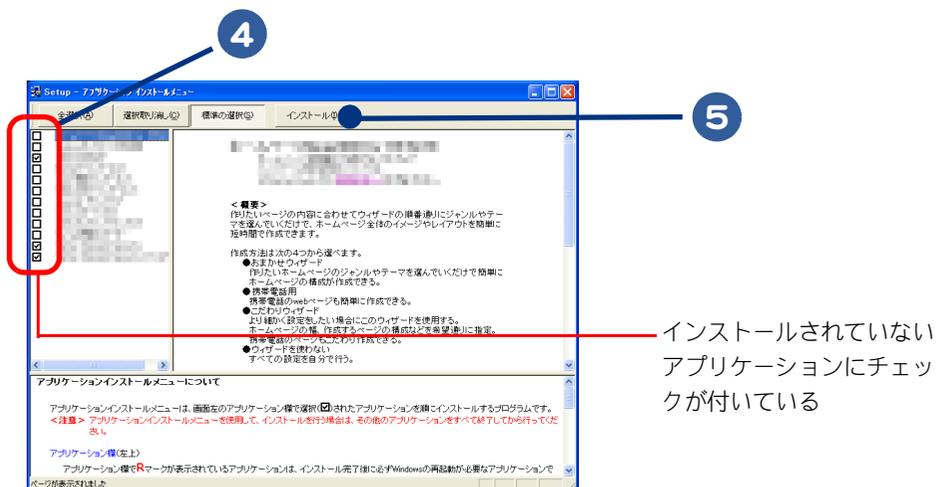 4
Setup - アプリケーション インストールメニュー
全選択(A) 選択取り消し(C) 標準の選択(S) インストール(I)
5
＜概要＞
作りたいページの内容に合わせてウィザードの順番通りにジャンルやテー
マを選んでいくだけで、ホームページ全体のイメージやレイアウトを簡単に
短時間で作成できます。
作成方法は次の4つから選べます。
●おまかせウィザード
作りたいホームページのジャンルやテーマを選んでいくだけで簡単に
ホームページの構成が作成できる。
●携帯電話用
携帯電話のwebページも簡単に作成できる。
●こだわりウィザード
より細かく設定をしたい場合にこのウィザードを使用する。
ホームページの幅、作成するページの構成などを希望通りに指定。
携帯電話のページもこだわり作成できる。
●ウィザードを使わない
すべての設定を自分で行う。
インストールされていない
アプリケーションにチェッ
クが付いている
アプリケーションインストールメニューについて
アプリケーションインストールメニューは、画面左のアプリケーション欄で選択(☑)されたアプリケーションを順にインストールするプログラムです。
＜注意＞ アプリケーションインストールメニューを使用して、インストールを行う場合は、その他のアプリケーションをすべて終了してから行ってくだ
さい。
アプリケーション欄(左上)
アプリケーション欄でRマークが表示されているアプリケーションは、インストール完了後に必ずWindowsの再起動が必要なアプリケーションで
ページが表示されました